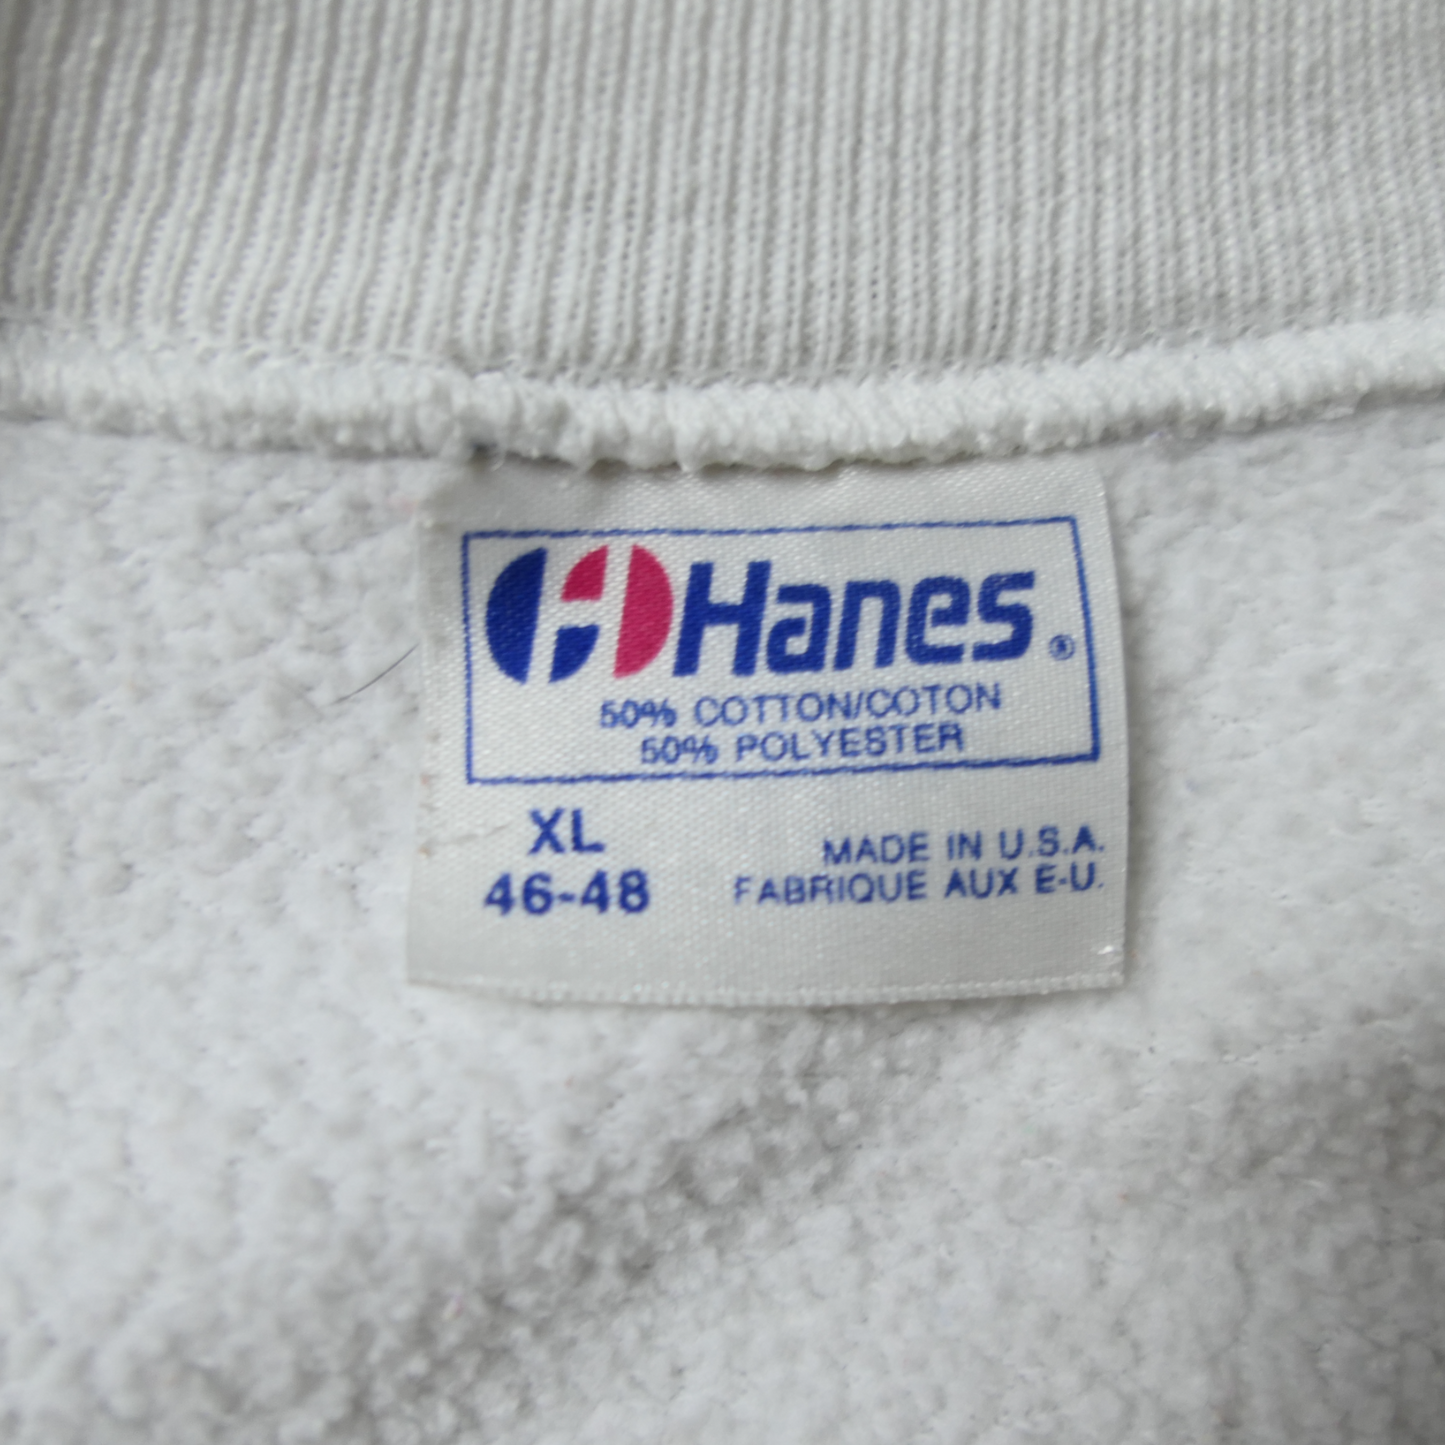 Hanes®
50% COTTON/COTON
50% POLYESTER
XL
46-48
MADE IN U.S.A.
FABRIQUE AUX E-U.